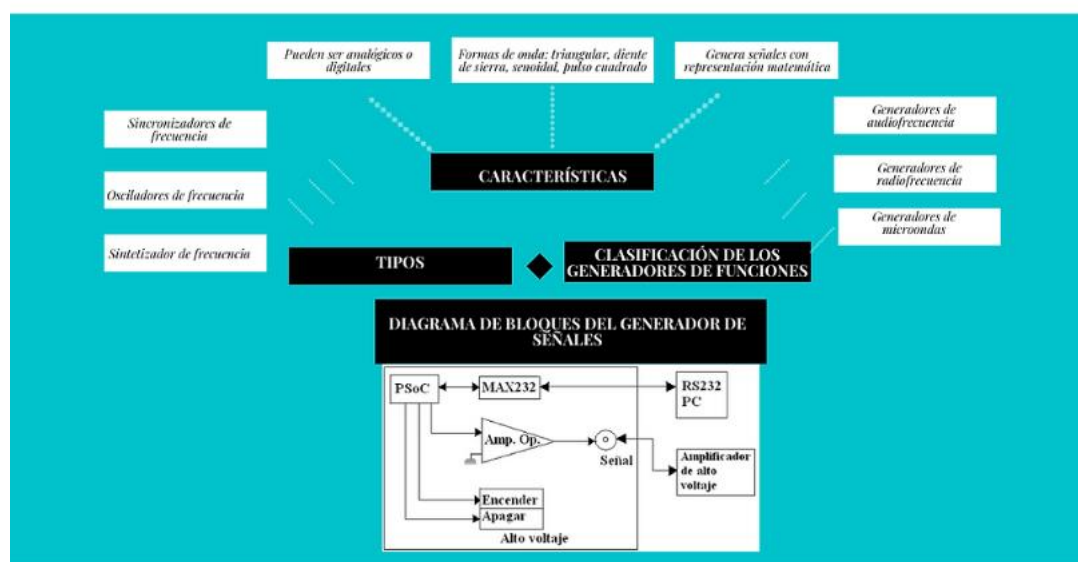 Pueden ser analógicos o
digitales
Formas de onda: triangular, diente
de sierra, senoidal, pulso cuadrado
Genera señales con
representación matemática
Sincronizadores de
frecuencia
Osciladores de frecuencia
Sintetizador de frecuencia
CARACTERÍSTICAS
Generadores de
audiofrecuencia
Generadores de
radiofrecuencia
Generadores de
microondas
TIPOS
CLASIFICACIÓN DE LOS
GENERADORES DE FUNCIONES
DIAGRAMA DE BLOQUES DEL GENERADOR DE
SEÑALES
PSoC
MAX232
RS232
PC
Amp. Op.
Señal
Amplificador
de alto
voltaje
Encender
Apagar
Alto voltaje